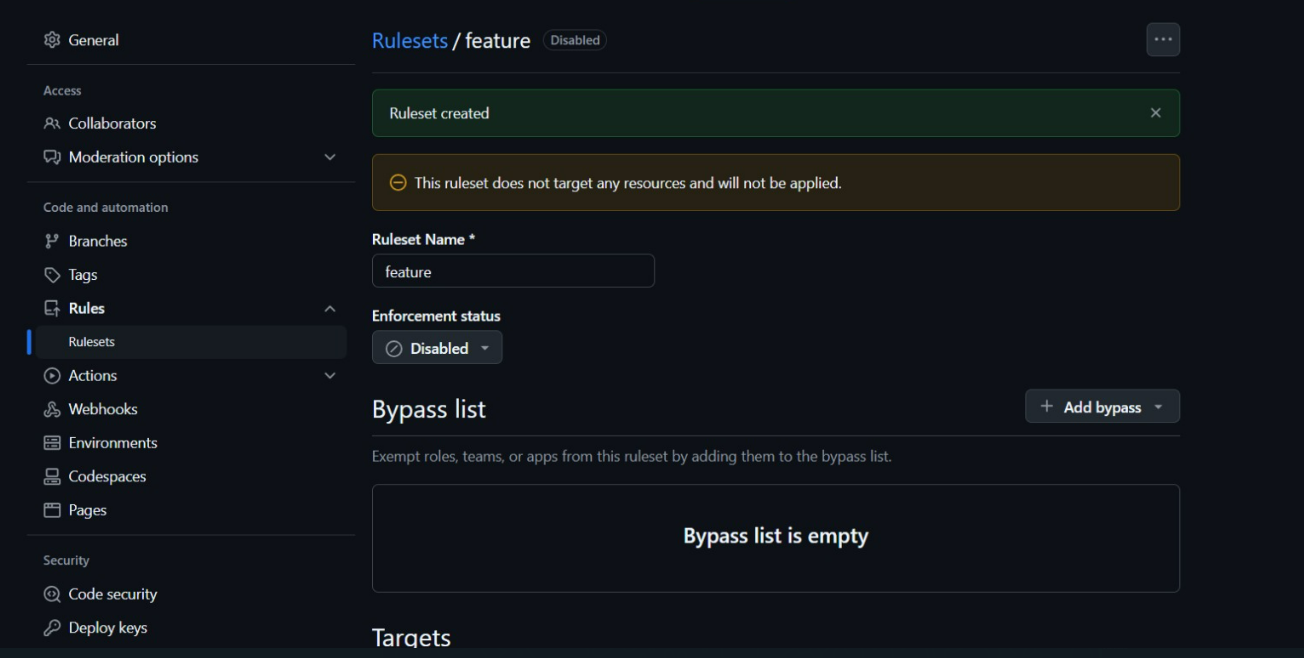 General
Access
Collaborators
Moderation options
Code and automation
Branches
Tags
Rules
Rulesets
Actions
Webhooks
Environments
Codespaces
Pages
Security
Code security
Deploy keys
Rulesets / feature Disabled
Ruleset created
This ruleset does not target any resources and will not be applied.
Ruleset Name *
feature
Enforcement status
Disabled
Bypass list
Add bypass
Exempt roles, teams, or apps from this ruleset by adding them to the bypass list.
Bypass list is empty
Targets